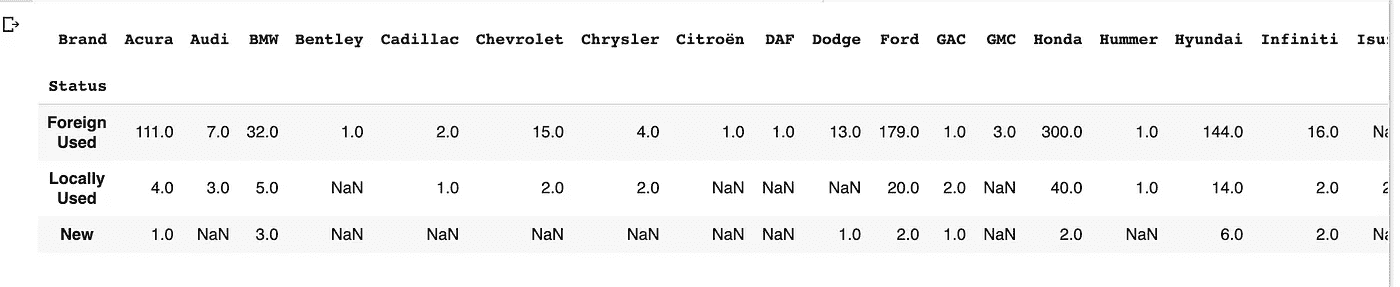 Brand Acura Audi BMW Bentley Cadillac Chevrolet Chrysler Citroën DAF Dodge Ford GAC GMC Honda Hummer Hyundai Infiniti
Status
Foreign Used 111.0 7.0 32.0 1.0 2.0 15.0 4.0 1.0 1.0 13.0 179.0 1.0 3.0 300.0 1.0 144.0 16.0
Locally Used 4.0 3.0 5.0 NaN 1.0 2.0 2.0 NaN NaN NaN 20.0 2.0 NaN 40.0 1.0 14.0 2.0
New 1.0 NaN 3.0 NaN NaN NaN NaN NaN NaN 1.0 2.0 1.0 NaN 2.0 NaN 6.0 2.0